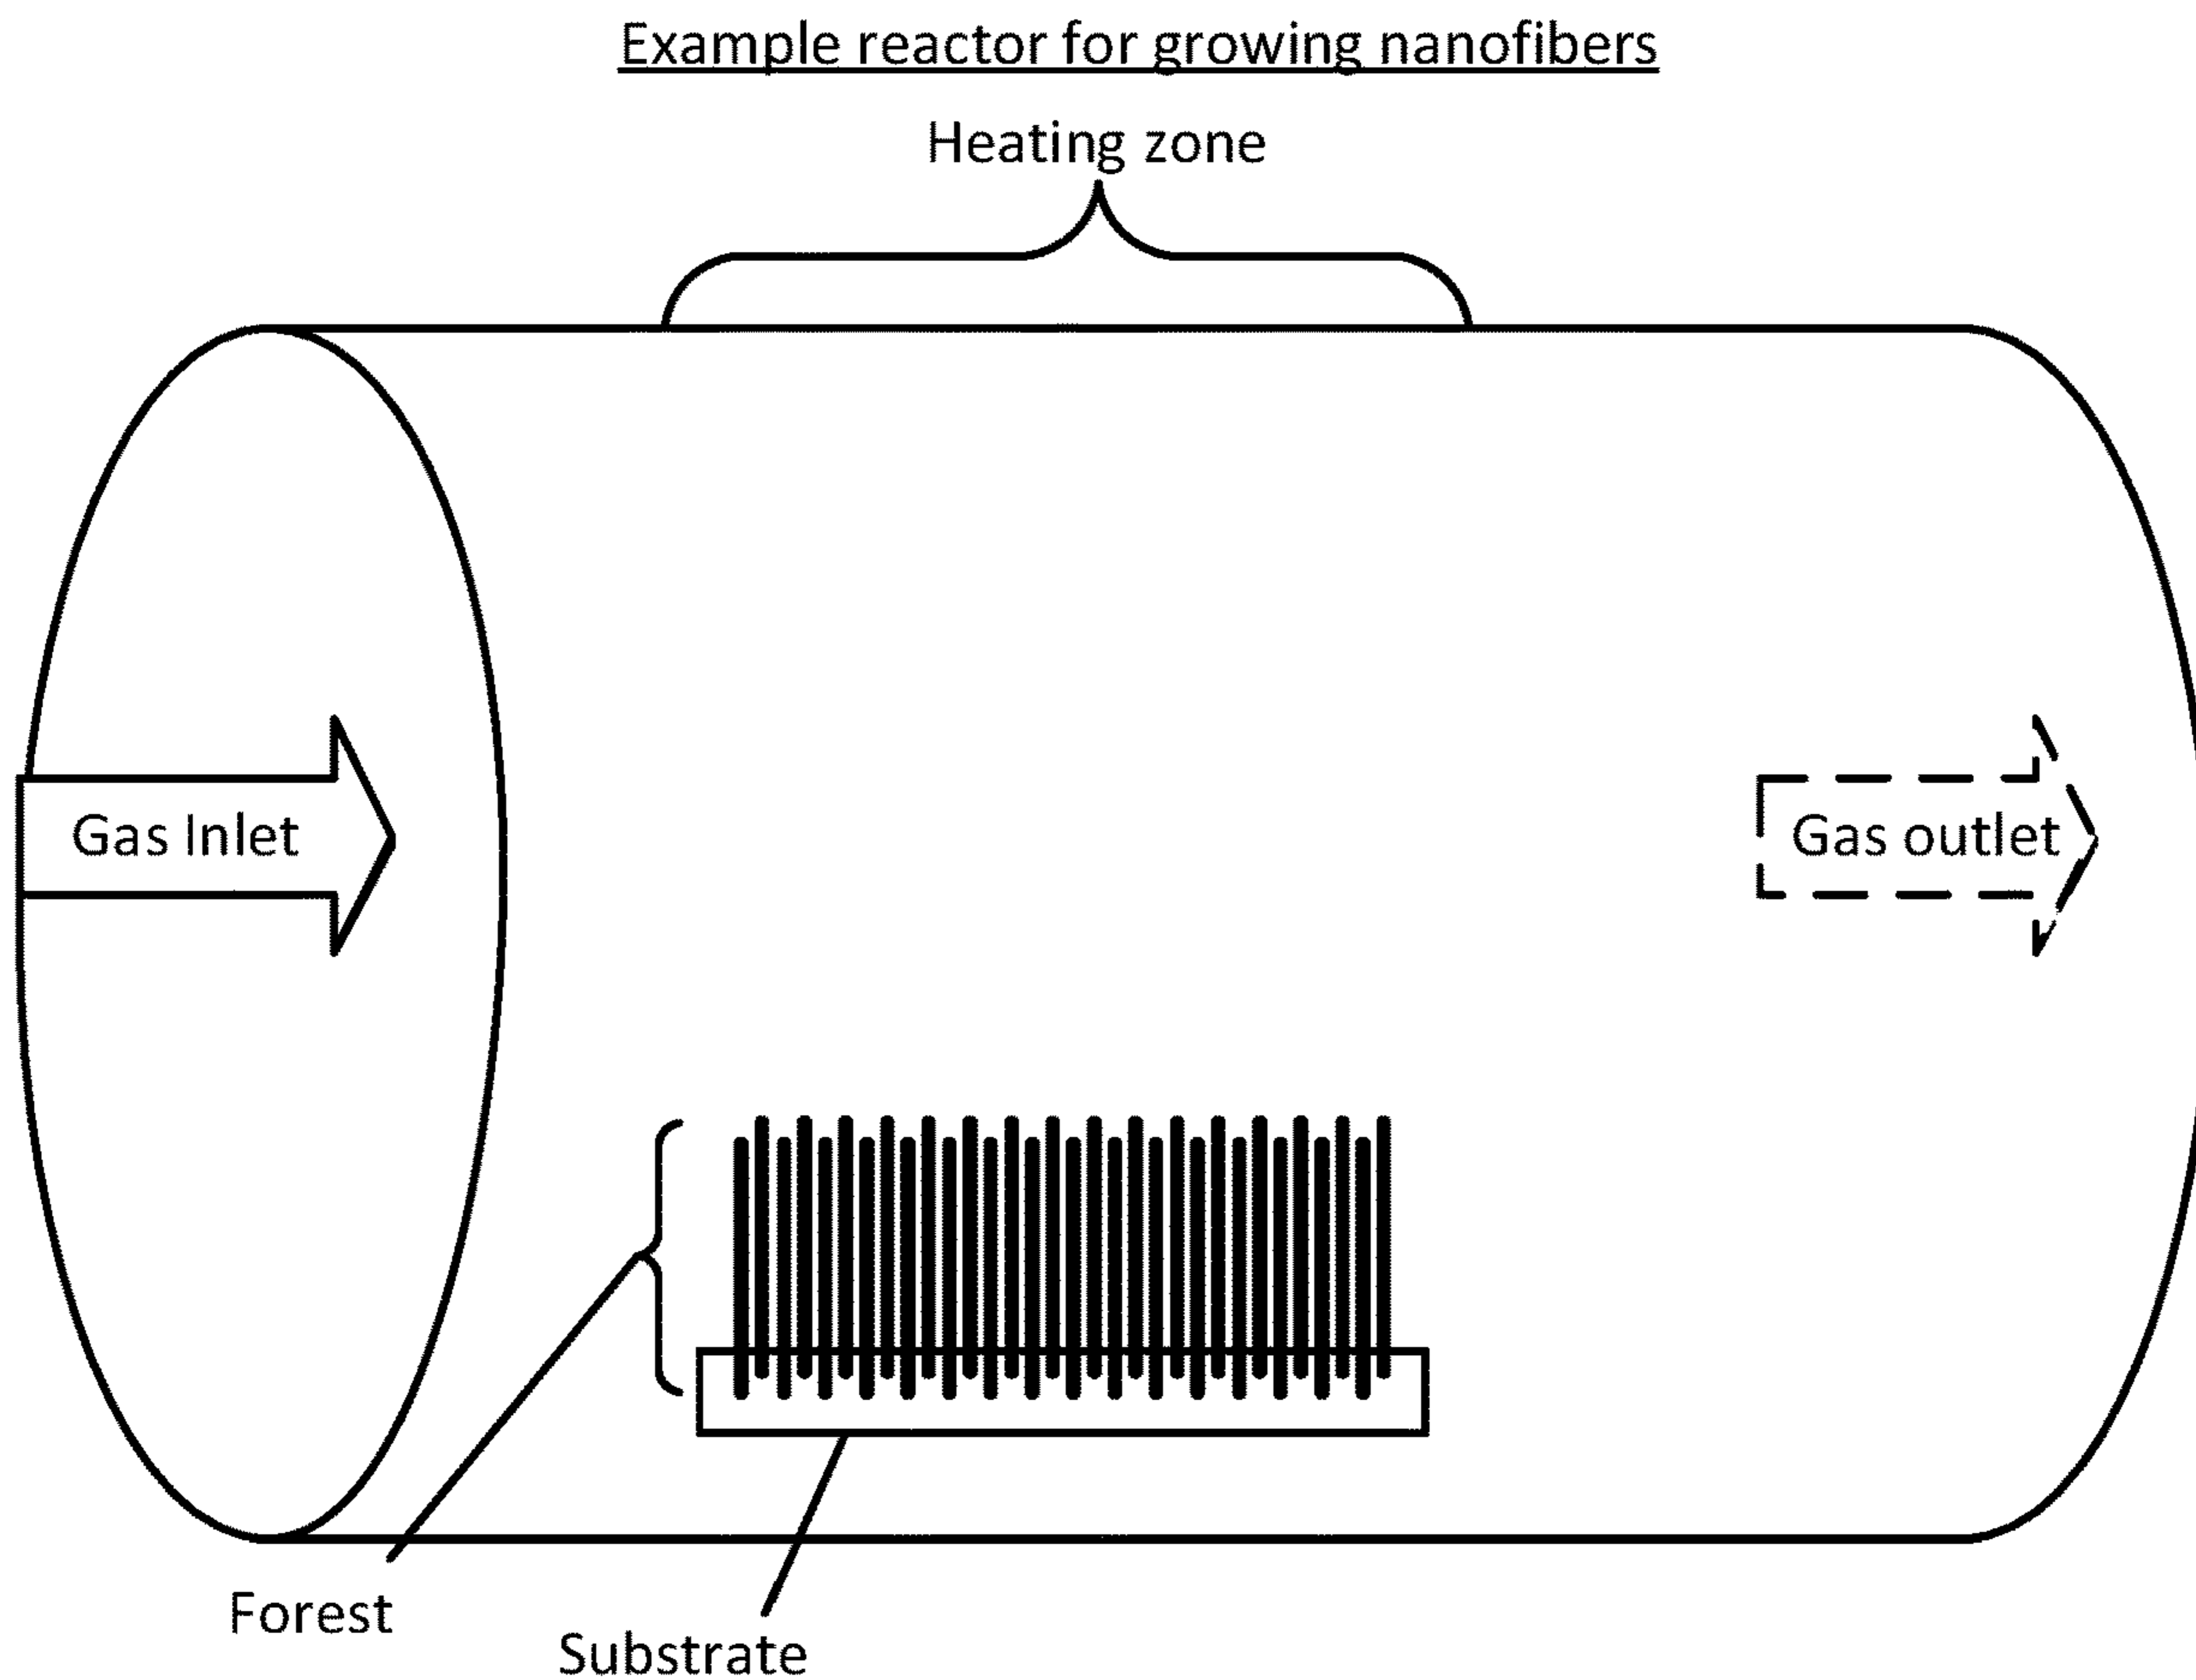 Example reactor for growing nanofibers
Heating zone
Gas Inlet
Gas outlet
Forest
Substrate